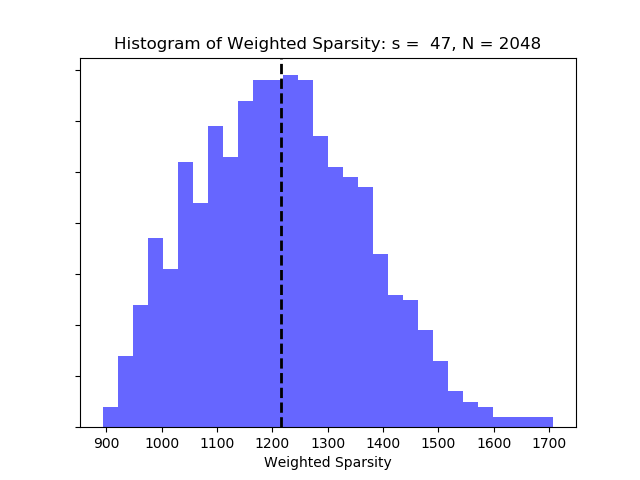 Histogram of Weighted Sparsity: s =  47, N = 2048
900 1000 1100 1200 1300 1400 1500 1600 1700
Weighted Sparsity